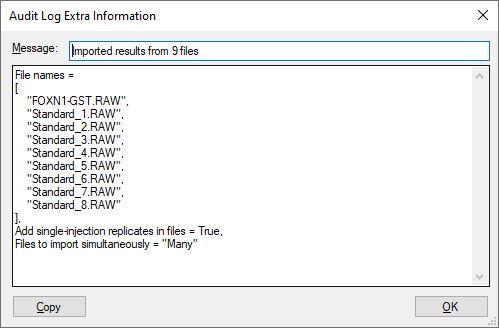 Audit Log Extra Information
Message: Imported results from 9 files
File names =
[
"FOXN1-GST.RAW",
"Standard_1.RAW",
"Standard_2.RAW",
"Standard_3.RAW",
"Standard_4.RAW",
"Standard_5.RAW",
"Standard_6.RAW",
"Standard_7.RAW",
"Standard_8.RAW"
],
Add single-injection replicates in files = True,
Files to import simultaneously = "Many"
Copy OK